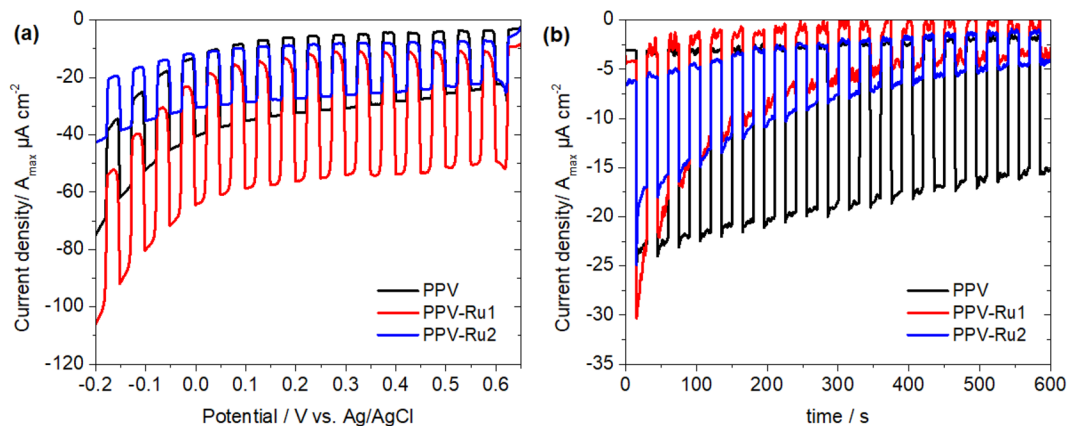 (a)
0
-20
-40
-60
-80
-100
-120
Current density/ Amax μA cm-2
PPV
PPV-Ru1
PPV-Ru2
-0.2 -0.1 0.0 0.1 0.2 0.3 0.4 0.5 0.6
Potential / V vs. Ag/AgCl
(b)
0
-5
-10
-15
-20
-25
-30
-35
Current density/ Amax μA cm-2
PPV
PPV-Ru1
PPV-Ru2
0 100 200 300 400 500 600
time / s